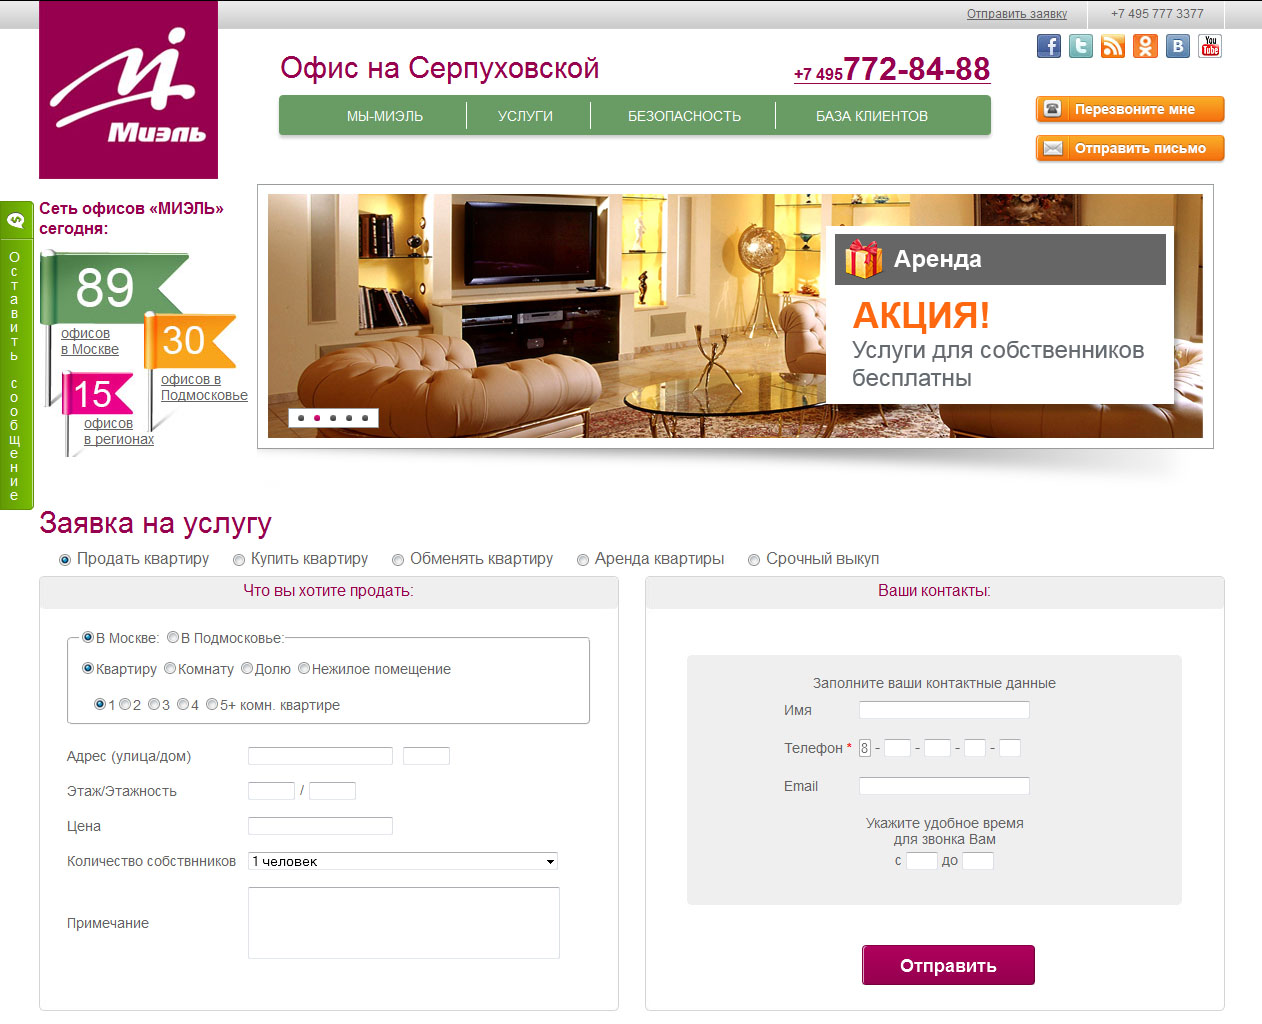 Отправить заявку
+7 495 777 3377
Миэль
Офис на Серпуховской
+7 495 772-84-88
You
Tube
МЫ-МИЭЛЬ
УСЛУГИ
БЕЗОПАСНОСТЬ
БАЗА КЛИЕНТОВ
Перезвоните мне
Отправить письмо
Оставить сообщение
Сеть офисов «МИЭЛЬ»
сегодня:
89
офисов
в Москве
30
офисов в
Подмосковье
15
офисов
в регионах
Аренда
АКЦИЯ!
Услуги для собственников
бесплатны
Заявка на услугу
Продать квартиру
Купить квартиру
Обменять квартиру
Аренда квартиры
Срочный выкуп
Что вы хотите продать:
В Москве: В Подмосковье:
Квартиру Комнату Долю Нежилое помещение
1 2 3 4 5+ комн. квартире
Адрес (улица/дом)
Этаж/Этажность /
Цена
Количество собствнников 1 человек
Примечание
Ваши контакты:
Заполните ваши контактные данные
Имя
Телефон * 8 - - - -
Email
Укажите удобное время
для звонка Вам
с до
Отправить